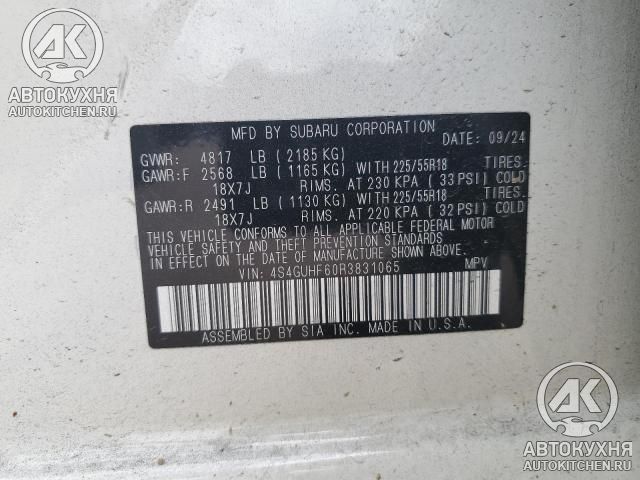 AK
АВТОКУХНЯ
AUTOKITCHEN.RU
MFD BY SUBARU CORPORATION
DATE: 09/24
GVWR: 4817 LB ( 2185 KG)
GAWR:F 2568 LB ( 1165 KG) WITH 225/55R18 TIRES.
18X7J RIMS. AT 230 KPA ( 33 PSI) COLD
GAWR:R 2491 LB ( 1130 KG) WITH 225/55R18 TIRES.
18X7J RIMS. AT 220 KPA ( 32 PSI) COLD
THIS VEHICLE CONFORMS TO ALL APPLICABLE FEDERAL MOTOR
VEHICLE SAFETY AND THEFT PREVENTION STANDARDS
IN EFFECT ON THE DATE OF MANUFACTURE SHOWN ABOVE.
VIN: 4S4GUHF60R3831065 MPV
ASSEMBLED BY SIA INC. MADE IN U.S.A.
AK
АВТОКУХНЯ
AUTOKITCHEN.RU